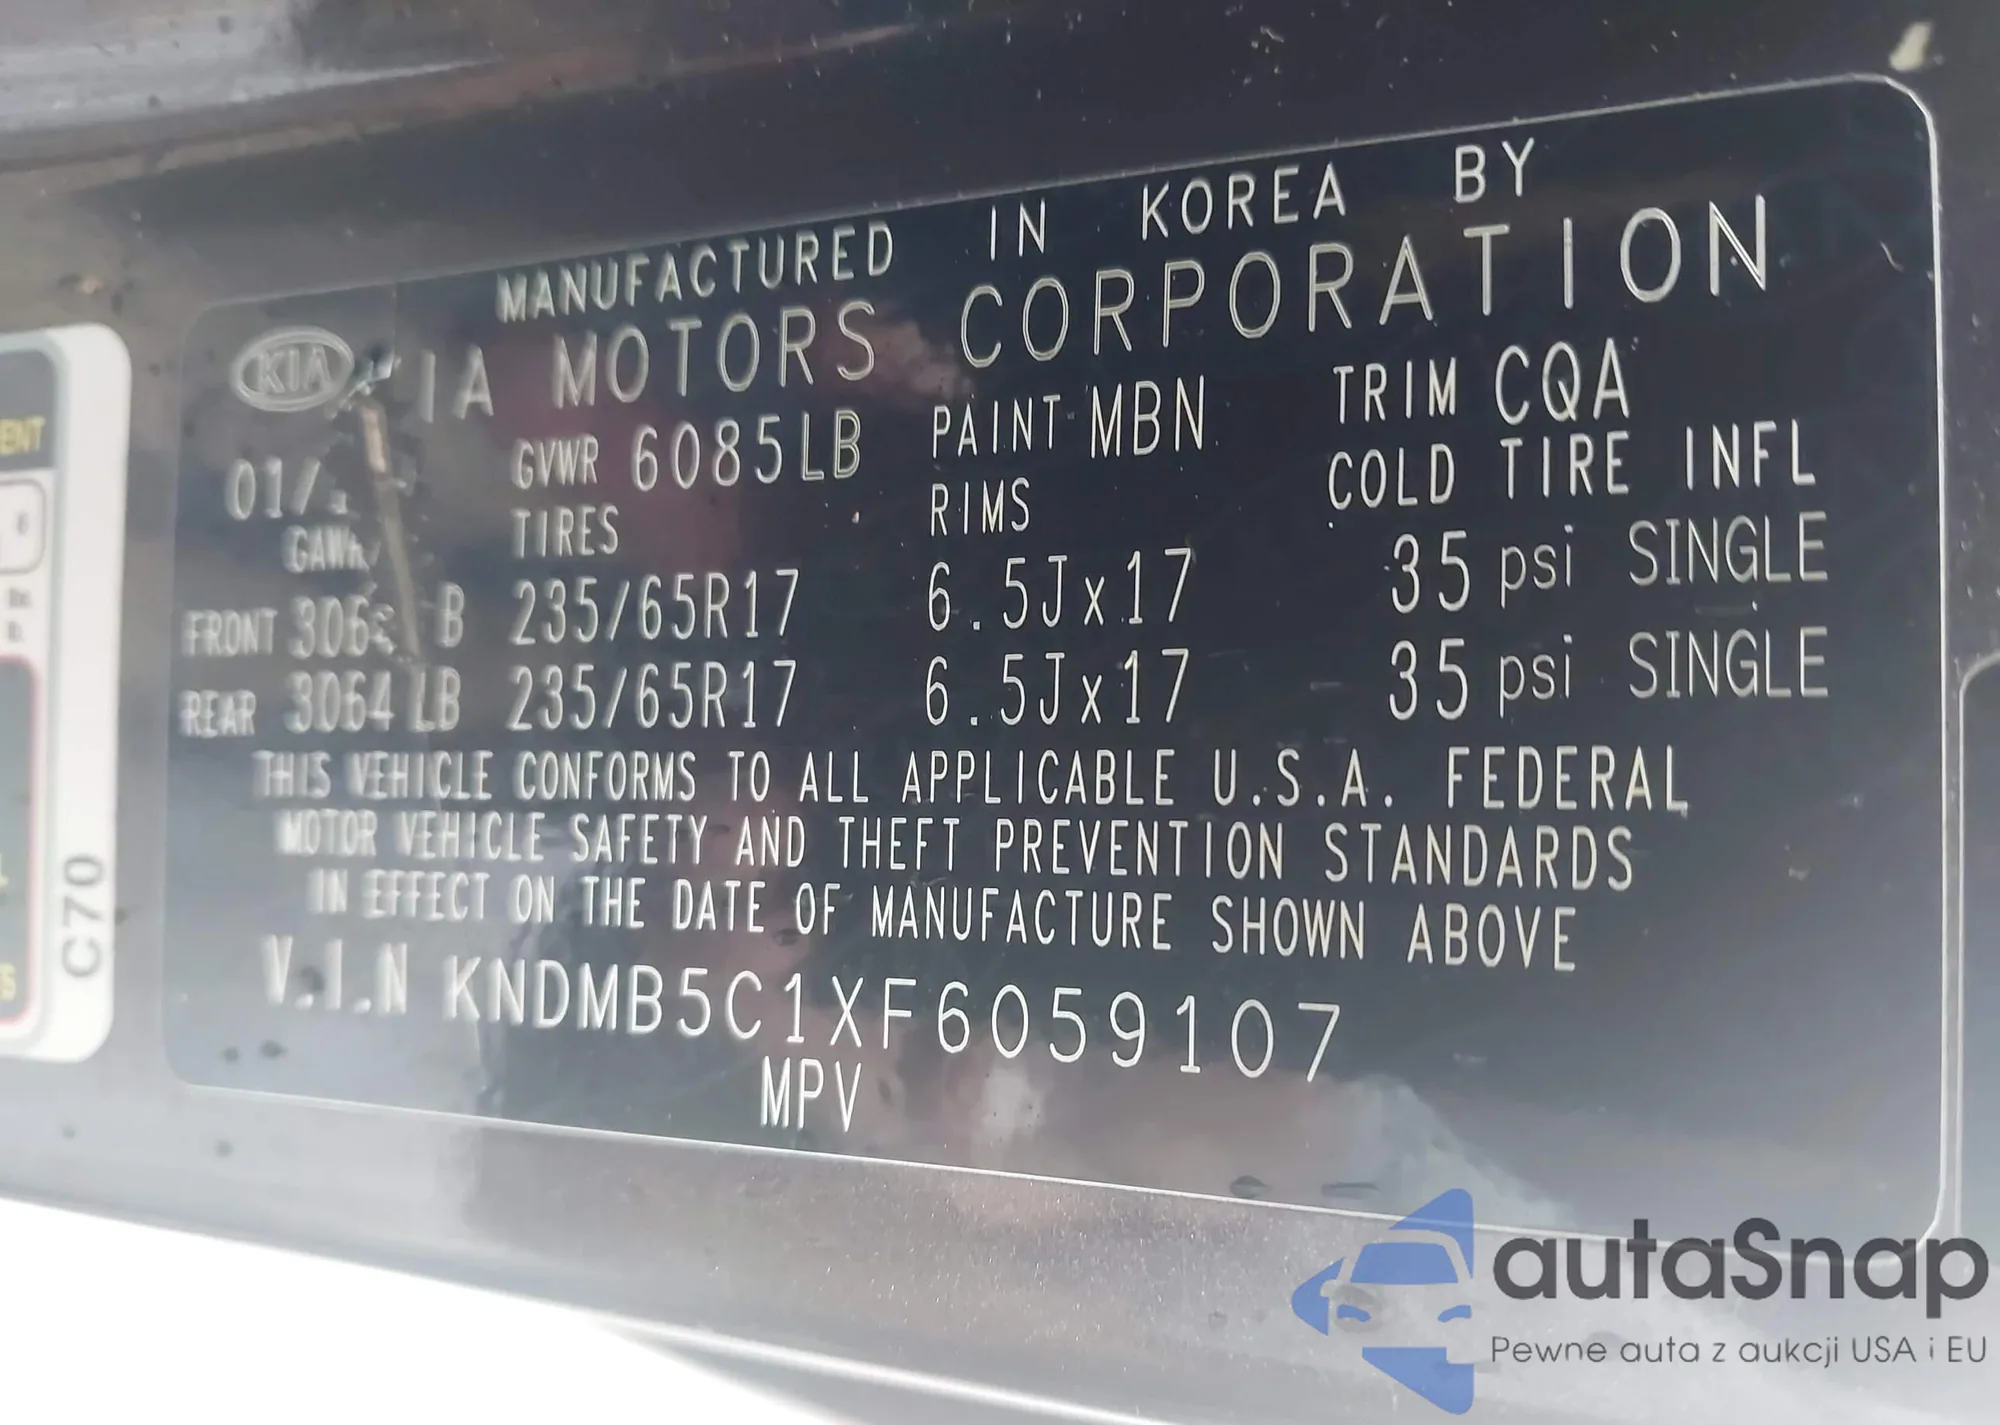 MANUFACTURED IN KOREA BY
KIA
IA MOTORS CORPORATION
01/
GVWR 6085LB
PAINT MBN
TRIM CQA
GAWR
TIRES
RIMS
COLD TIRE INFL
FRONT 306 B 235/65R17 6.5Jx17 35 psi SINGLE
REAR 3064 LB 235/65R17 6.5Jx17 35 psi SINGLE
THIS VEHICLE CONFORMS TO ALL APPLICABLE U.S.A. FEDERAL
MOTOR VEHICLE SAFETY AND THEFT PREVENTION STANDARDS
IN EFFECT ON THE DATE OF MANUFACTURE SHOWN ABOVE
V.I.N KNDMB5C1XF6059107
MPV
ENT
C70
autaSnap
Pewne auta z aukcji USA i EU